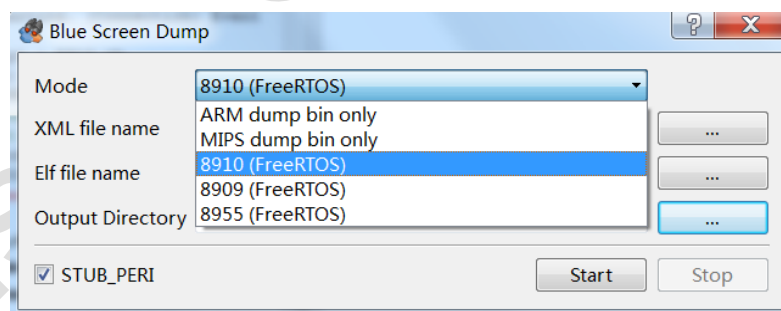 Blue Screen Dump
Mode 8910 (FreeRTOS)
ARM dump bin only
XML file name ...
MIPS dump bin only
8910 (FreeRTOS)
Elf file name ...
8909 (FreeRTOS)
Output Directory 8955 (FreeRTOS) ...
STUB_PERI Start Stop